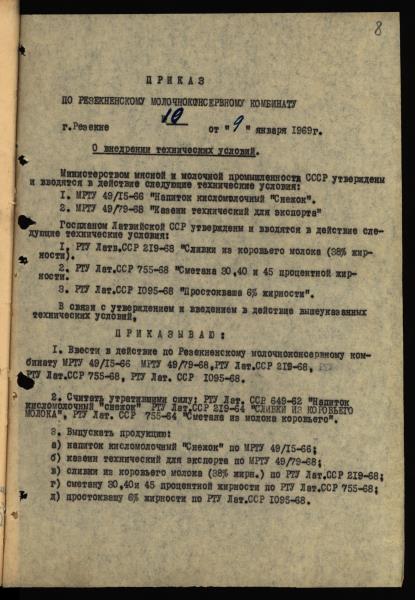 8
ПРИКАЗ
ПО РЕЗЕКНЕНСКОМУ МОЛОЧНОКОНСЕРВНОМУ КОМБИНАТУ
10
г.Резекне от "9" января 1969г.
О внедрении технических условий.
Министерством мясной и молочной промышленности СССР утверждены
и вводятся в действие следующие технические условия:
1. МРТУ 49/15-66 "Напиток кисломолочный "Снежок".
2. МРТУ 49/79-68 "Казеин технический для экспорта"
Госпланом Латвийской ССР утверждены и вводятся в действие сле-
дующие технические условия:
1. РТУ Латв.ССР 219-68 "Сливки из коровьего молока (38% жир-
ности).
2. РТУ Лат.ССР 755-68 "Сметана 30,40 и 45 процентной жир-
ности.
3. РТУ Лат.ССР 1095-68 "Простокваша 6% жирности".
В связи с утверждением и введением в действие вышеуказанных
технических условий,
ПРИКАЗЫВАЮ:
1. Ввести в действие по Резекненскому молочноконсервному ком-
бинату МРТУ 49/15-66 МРТУ 49/79-68,РТУ Лат.ССР 219-68, РТУ
РТУ Лат.ССР 755-68, РТУ Лат. ССР 1095-68.
2. Считать утратившими силу: РТУ Лат. ССР 649-62 "Напиток
кисломолочный "снежок" РТУ Лат.ССР 219-64 "СЛИВКИ ИЗ КОРОВЬЕГО
МОЛОКА", РТУ Лат. ССР 755-64 "Сметана из молока коровьего".
3. Выпускать продукцию:
а) напиток кисломолочный "Снежок" по МРТУ 49/15-66;
б) казеин технический для экспорта по МРТУ 49/79-68;
в) сливки из коровьего молока (38% жирн.) по РТУ Лат.ССР 219-68;
г) сметану 30,40и 45 процентной жирности по РТУ Лат.ССР 755-68;
д) простоквашу 6% жирности по РТУ Лат.ССР 1095-68.